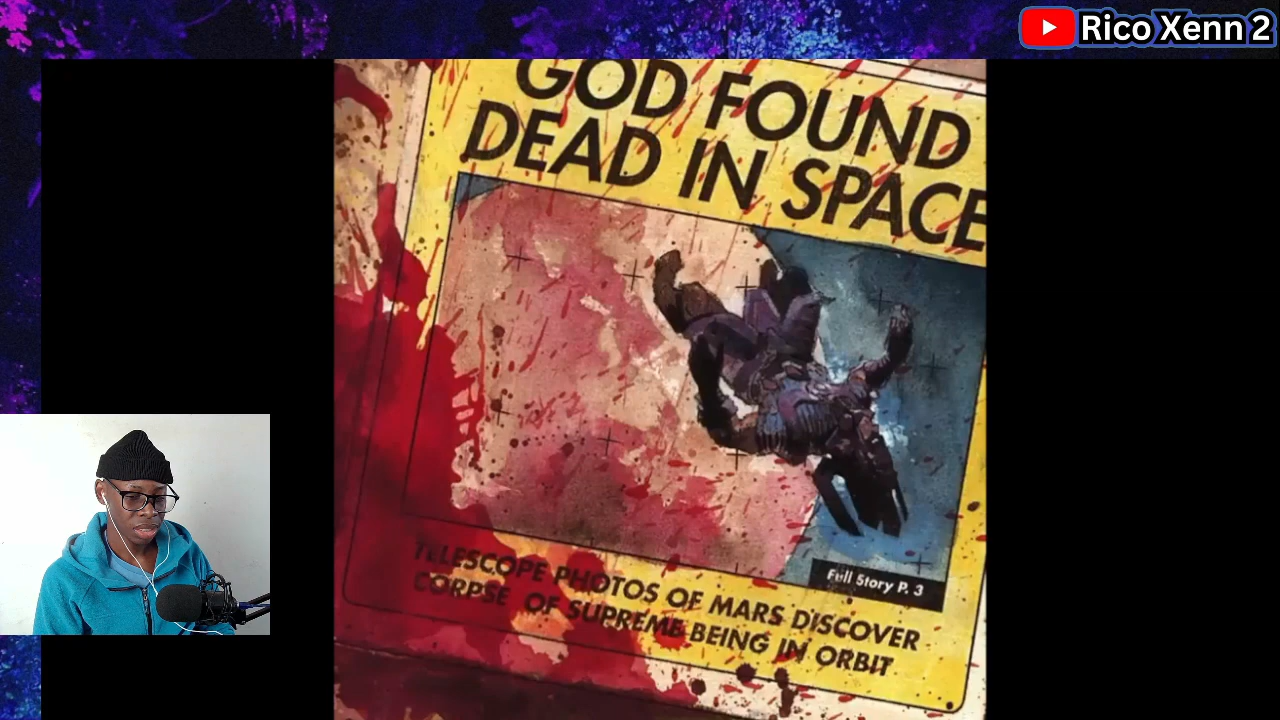 Rico Xenn 2
GOD FOUND
DEAD IN SPACE
Full Story P. 3
TELESCOPE PHOTOS OF MARS DISCOVER
CORPSE OF SUPREME BEING IN ORBIT